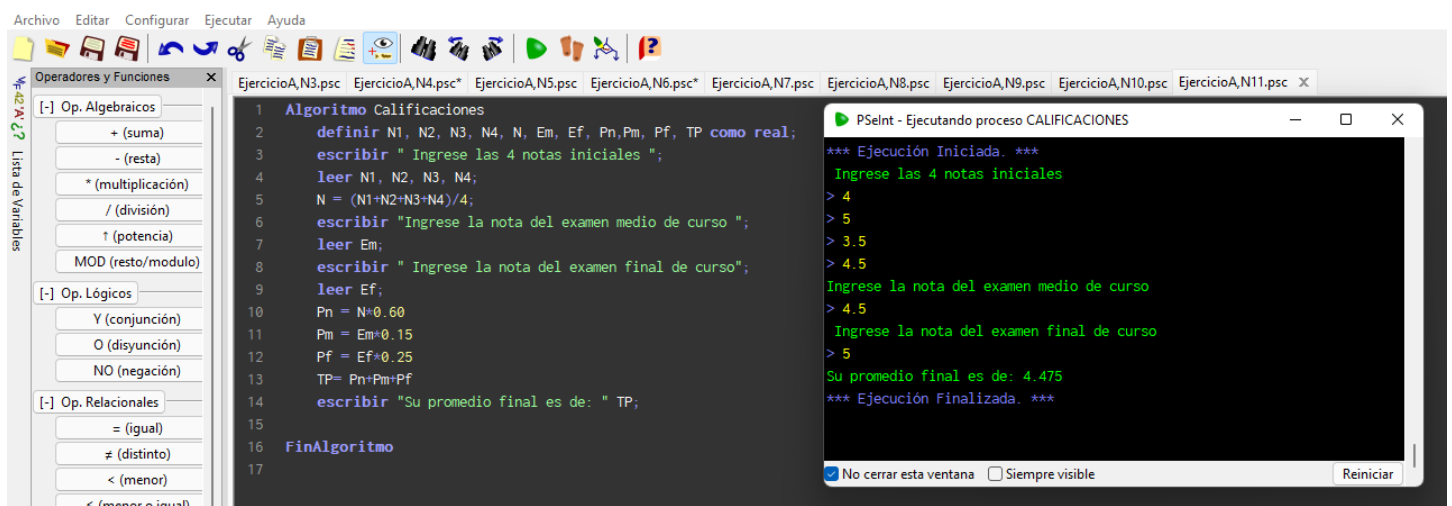 Archivo Editar Configurar Ejecutar Ayuda
Operadores y Funciones X
EjercicioA,N3.psc EjercicioA,N4.psc* EjercicioA,N5.psc EjercicioA,N6.psc* EjercicioA,N7.psc EjercicioA,N8.psc EjercicioA,N9.psc EjercicioA,N10.psc EjercicioA,N11.psc X
*+=< 42 'A' ¿?
Lista de Variables
[-] Op. Algebraicos
+ (suma)
- (resta)
* (multiplicación)
/ (división)
↑ (potencia)
MOD (resto/modulo)
[-] Op. Lógicos
Y (conjunción)
O (disyunción)
NO (negación)
[-] Op. Relacionales
= (igual)
≠ (distinto)
< (menor)
1 Algoritmo Calificaciones
2 definir N1, N2, N3, N4, N, Em, Ef, Pn,Pm, Pf, TP como real;
3 escribir " Ingrese las 4 notas iniciales ";
4 leer N1, N2, N3, N4;
5 N = (N1+N2+N3+N4)/4;
6 escribir "Ingrese la nota del examen medio de curso ";
7 leer Em;
8 escribir " Ingrese la nota del examen final de curso";
9 leer Ef;
10 Pn = N*0.60
11 Pm = Em*0.15
12 Pf = Ef*0.25
13 TP= Pn+Pm+Pf
14 escribir "Su promedio final es de: " TP;
15
16 FinAlgoritmo
17
PSeInt - Ejecutando proceso CALIFICACIONES
*** Ejecución Iniciada. ***
Ingrese las 4 notas iniciales
> 4
> 5
> 3.5
> 4.5
Ingrese la nota del examen medio de curso
> 4.5
Ingrese la nota del examen final de curso
> 5
Su promedio final es de: 4.475
*** Ejecución Finalizada. ***
No cerrar esta ventana Siempre visible Reiniciar